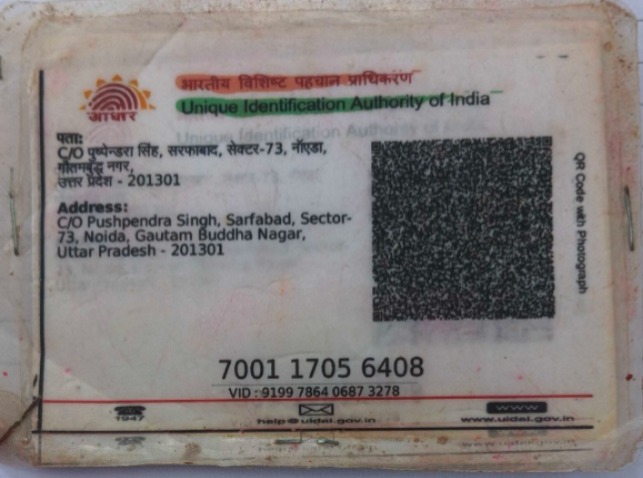 भारतीय विशिष्ट पहचान प्राधिकरण
Unique Identification Authority of India
आधार
पता:
C/O पुष्पेन्डरा सिंह, सरफाबाद, सेक्टर-73, नॉएडा,
गौतमबुद्ध नगर,
उत्तर प्रदेश - 201301
Address:
C/O Pushpendra Singh, Sarfabad, Sector-
73, Noida, Gautam Buddha Nagar,
Uttar Pradesh - 201301
QR Code with Photograph
7001 1705 6408
VID : 9199 7864 0687 3278
1947
help@uidai.gov.in
www
www.uidai.gov.in